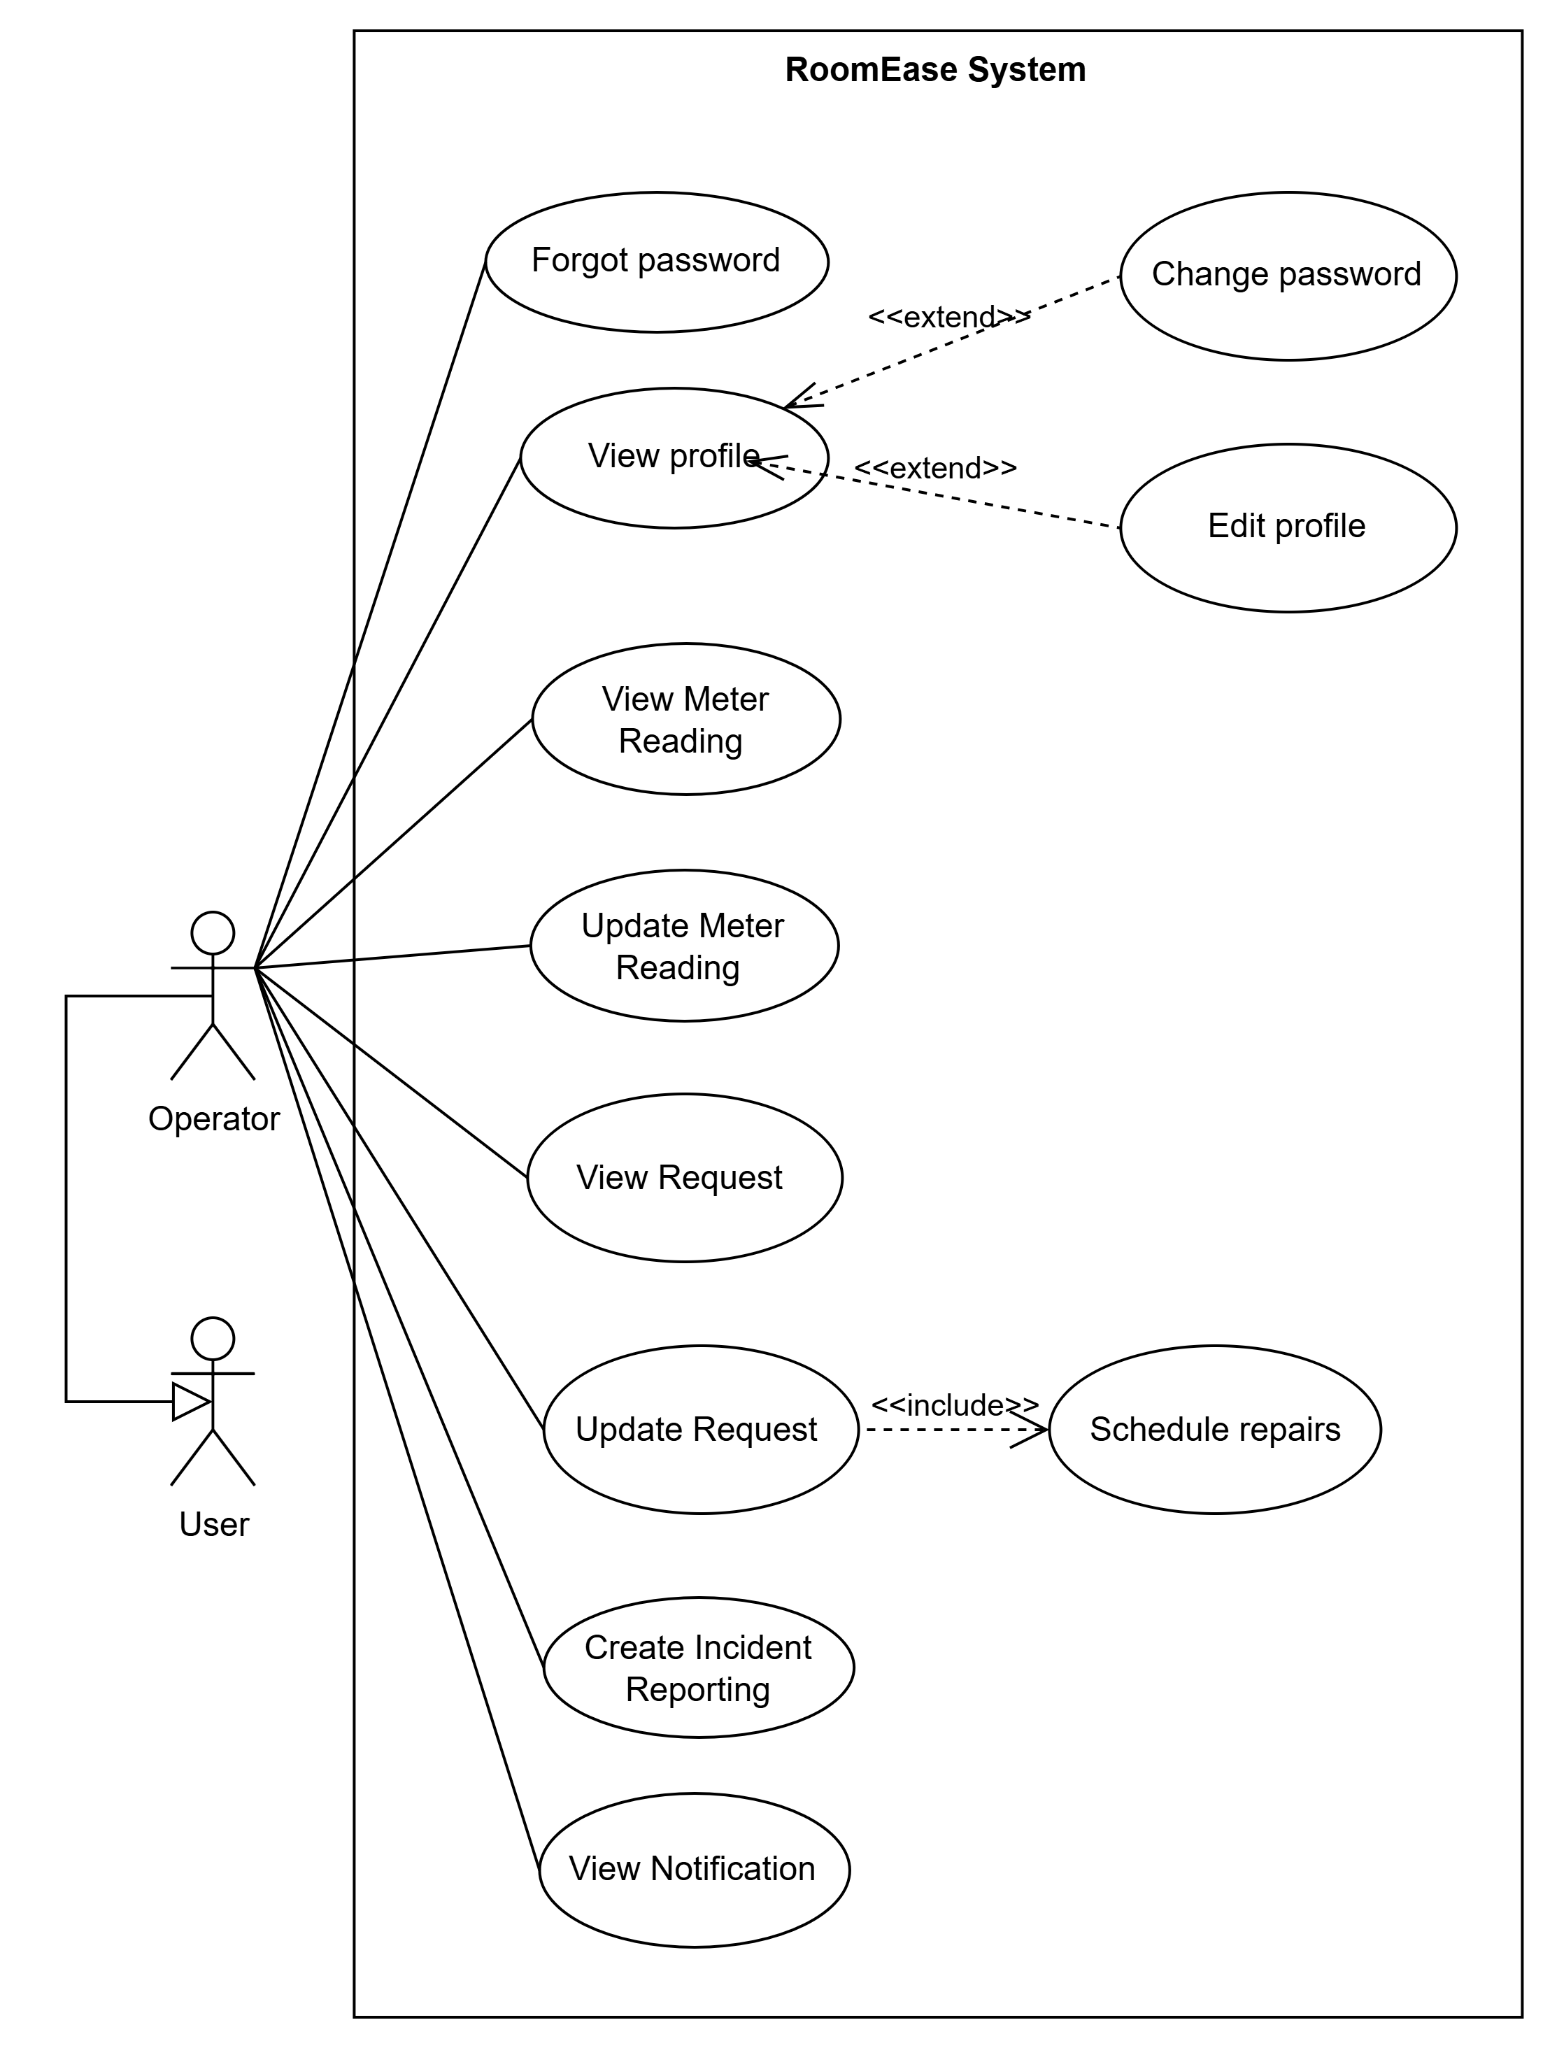 RoomEase System
Forgot password
Change password
<<extend>>
View profile
<<extend>>
Edit profile
View Meter
Reading
Update Meter
Reading
Operator
View Request
<<include>>
Update Request
Schedule repairs
User
Create Incident
Reporting
View Notification